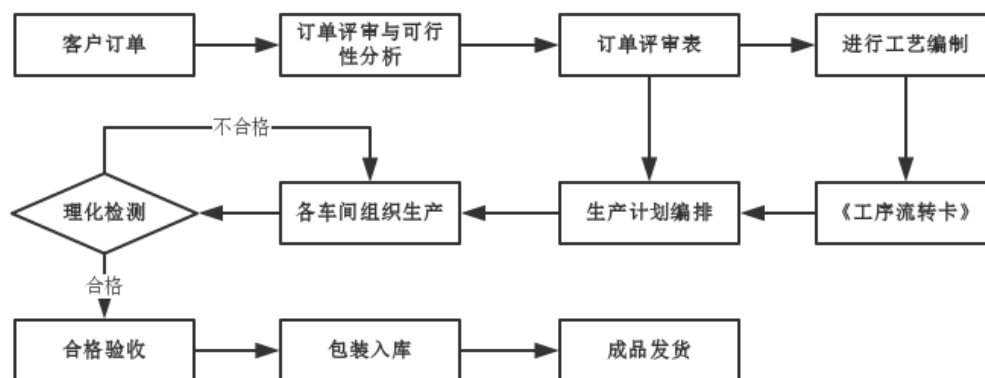 客户订单
订单评审与可行
性分析
订单评审表
进行工艺编制
不合格
理化检测
各车间组织生产
生产计划编排
《工序流转卡》
合格
合格验收
包装入库
成品发货